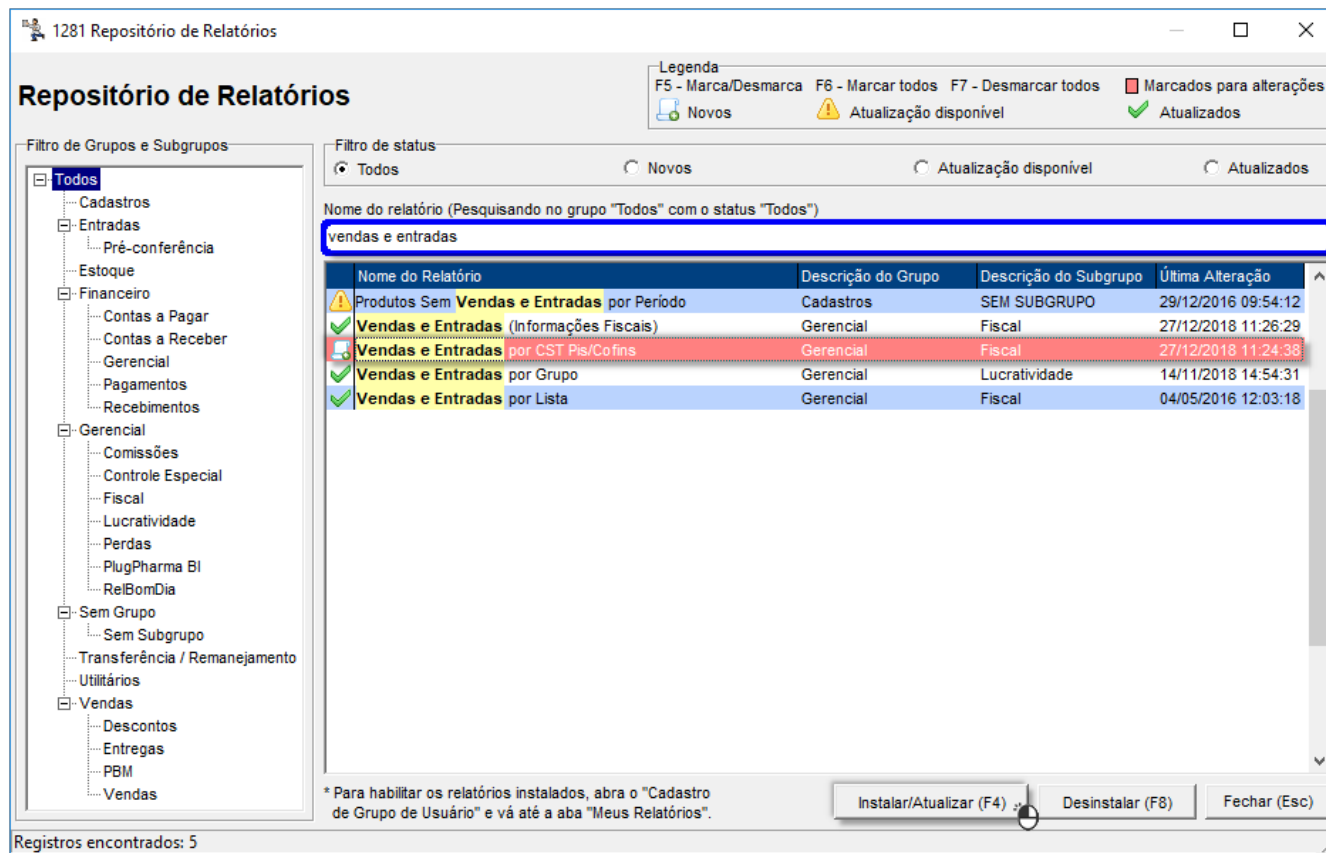 1281 Repositório de Relatórios
Repositório de Relatórios
Legenda
F5 - Marca/Desmarca F6 - Marcar todos F7 - Desmarcar todos Marcados para alterações
Novos Atualização disponível Atualizados
Filtro de Grupos e Subgrupos
Todos
Cadastros
Entradas
Pré-conferência
Estoque
Financeiro
Contas a Pagar
Contas a Receber
Gerencial
Pagamentos
Recebimentos
Gerencial
Comissões
Controle Especial
Fiscal
Lucratividade
Perdas
PlugPharma BI
RelBomDia
Sem Grupo
Sem Subgrupo
Transferência / Remanejamento
Utilitários
Vendas
Descontos
Entregas
PBM
Vendas
Filtro de status
Todos Novos Atualização disponível Atualizados
Nome do relatório (Pesquisando no grupo "Todos" com o status "Todos")
vendas e entradas
Nome do Relatório Descrição do Grupo Descrição do Subgrupo Última Alteração
Produtos Sem Vendas e Entradas por Período Cadastros SEM SUBGRUPO 29/12/2016 09:54:12
Vendas e Entradas (Informações Fiscais) Gerencial Fiscal 27/12/2018 11:26:29
Vendas e Entradas por CST Pis/Cofins Gerencial Fiscal 27/12/2018 11:24:38
Vendas e Entradas por Grupo Gerencial Lucratividade 14/11/2018 14:54:31
Vendas e Entradas por Lista Gerencial Fiscal 04/05/2016 12:03:18
* Para habilitar os relatórios instalados, abra o "Cadastro
de Grupo de Usuário" e vá até a aba "Meus Relatórios".
Instalar/Atualizar (F4) Desinstalar (F8) Fechar (Esc)
Registros encontrados: 5